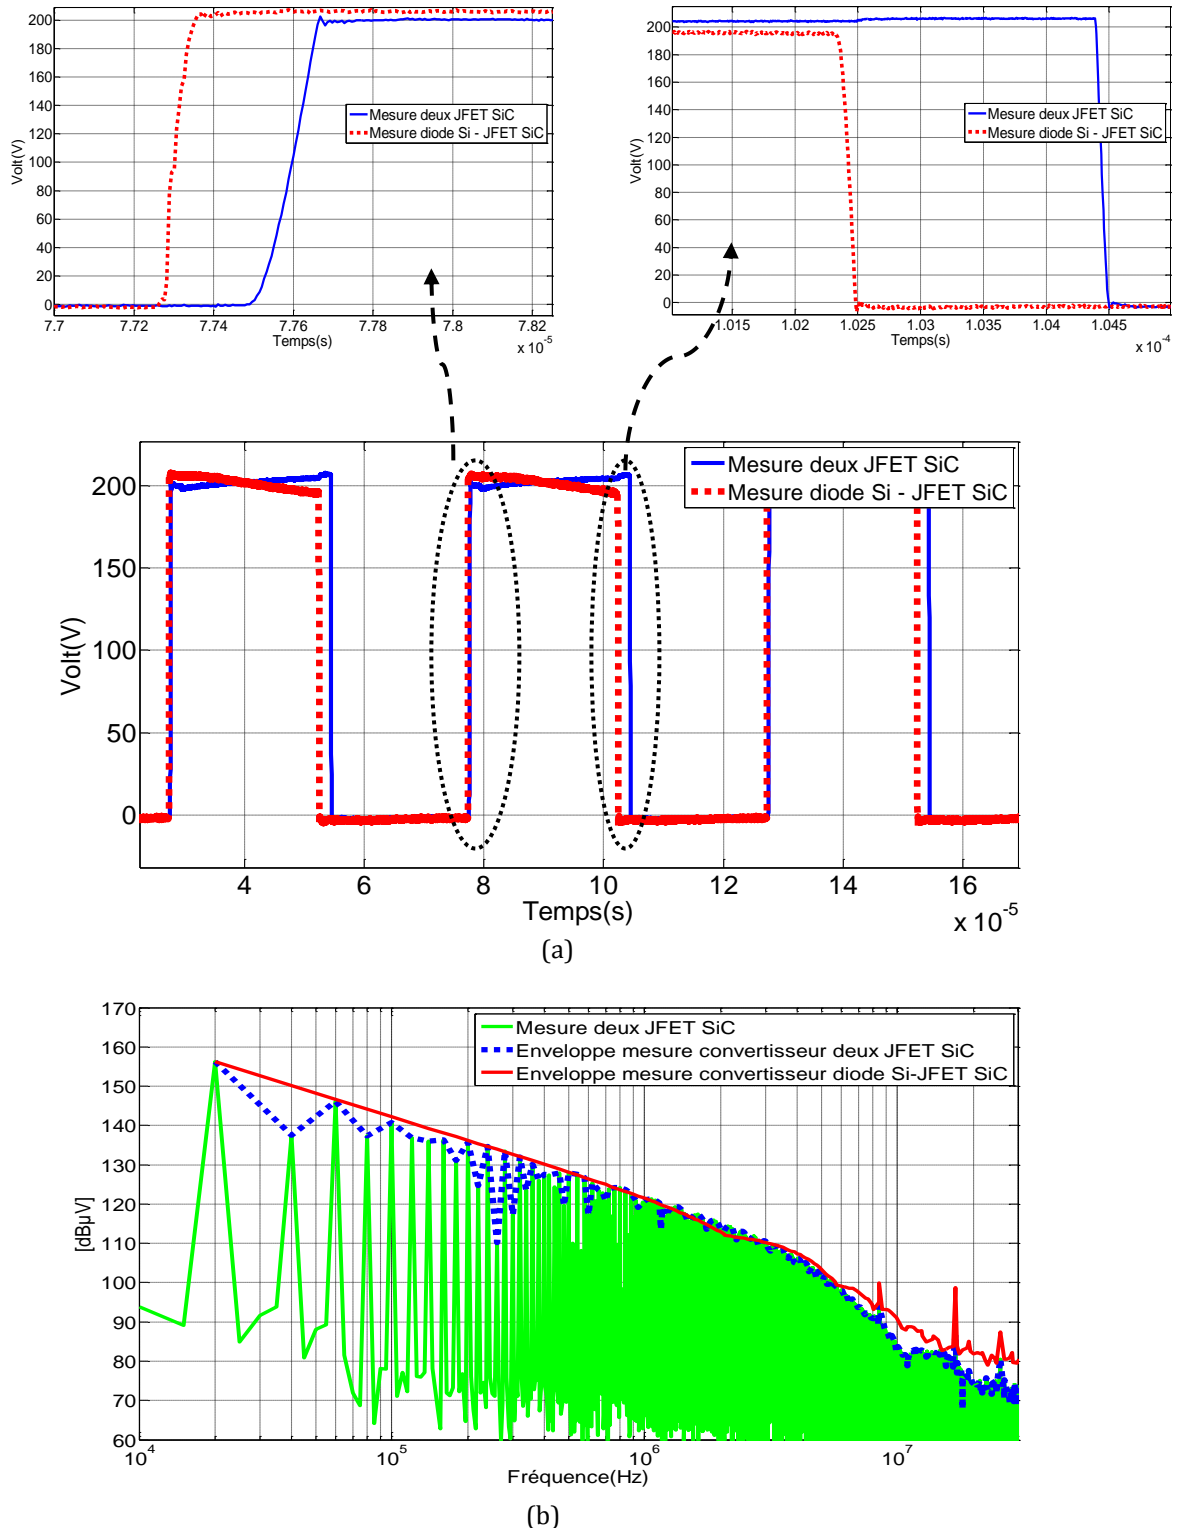 200
180
160
140
120
100
80
60
40
20
0
Volt(V)
Mesure deux JFET SiC
Mesure diode Si - JFET SiC
7.7 7.72 7.74 7.76 7.78 7.8 7.82
Temps(s)
x 10-5
200
180
160
140
120
100
80
60
40
20
0
Volt(V)
Mesure deux JFET SiC
Mesure diode Si - JFET SiC
1.015 1.02 1.025 1.03 1.035 1.04 1.045
Temps(s)
x 10-4
200
150
100
50
0
Volt(V)
Mesure deux JFET SiC
Mesure diode Si - JFET SiC
4 6 8 10 12 14 16
Temps(s)
x 10-5
(a)
170
160
150
140
130
120
110
100
90
80
70
60
[dBµV]
Mesure deux JFET SiC
Enveloppe mesure convertisseur deux JFET SiC
Enveloppe mesure convertisseur diode Si-JFET SiC
10^4 10^5 10^6 10^7
Fréquence(Hz)
(b)